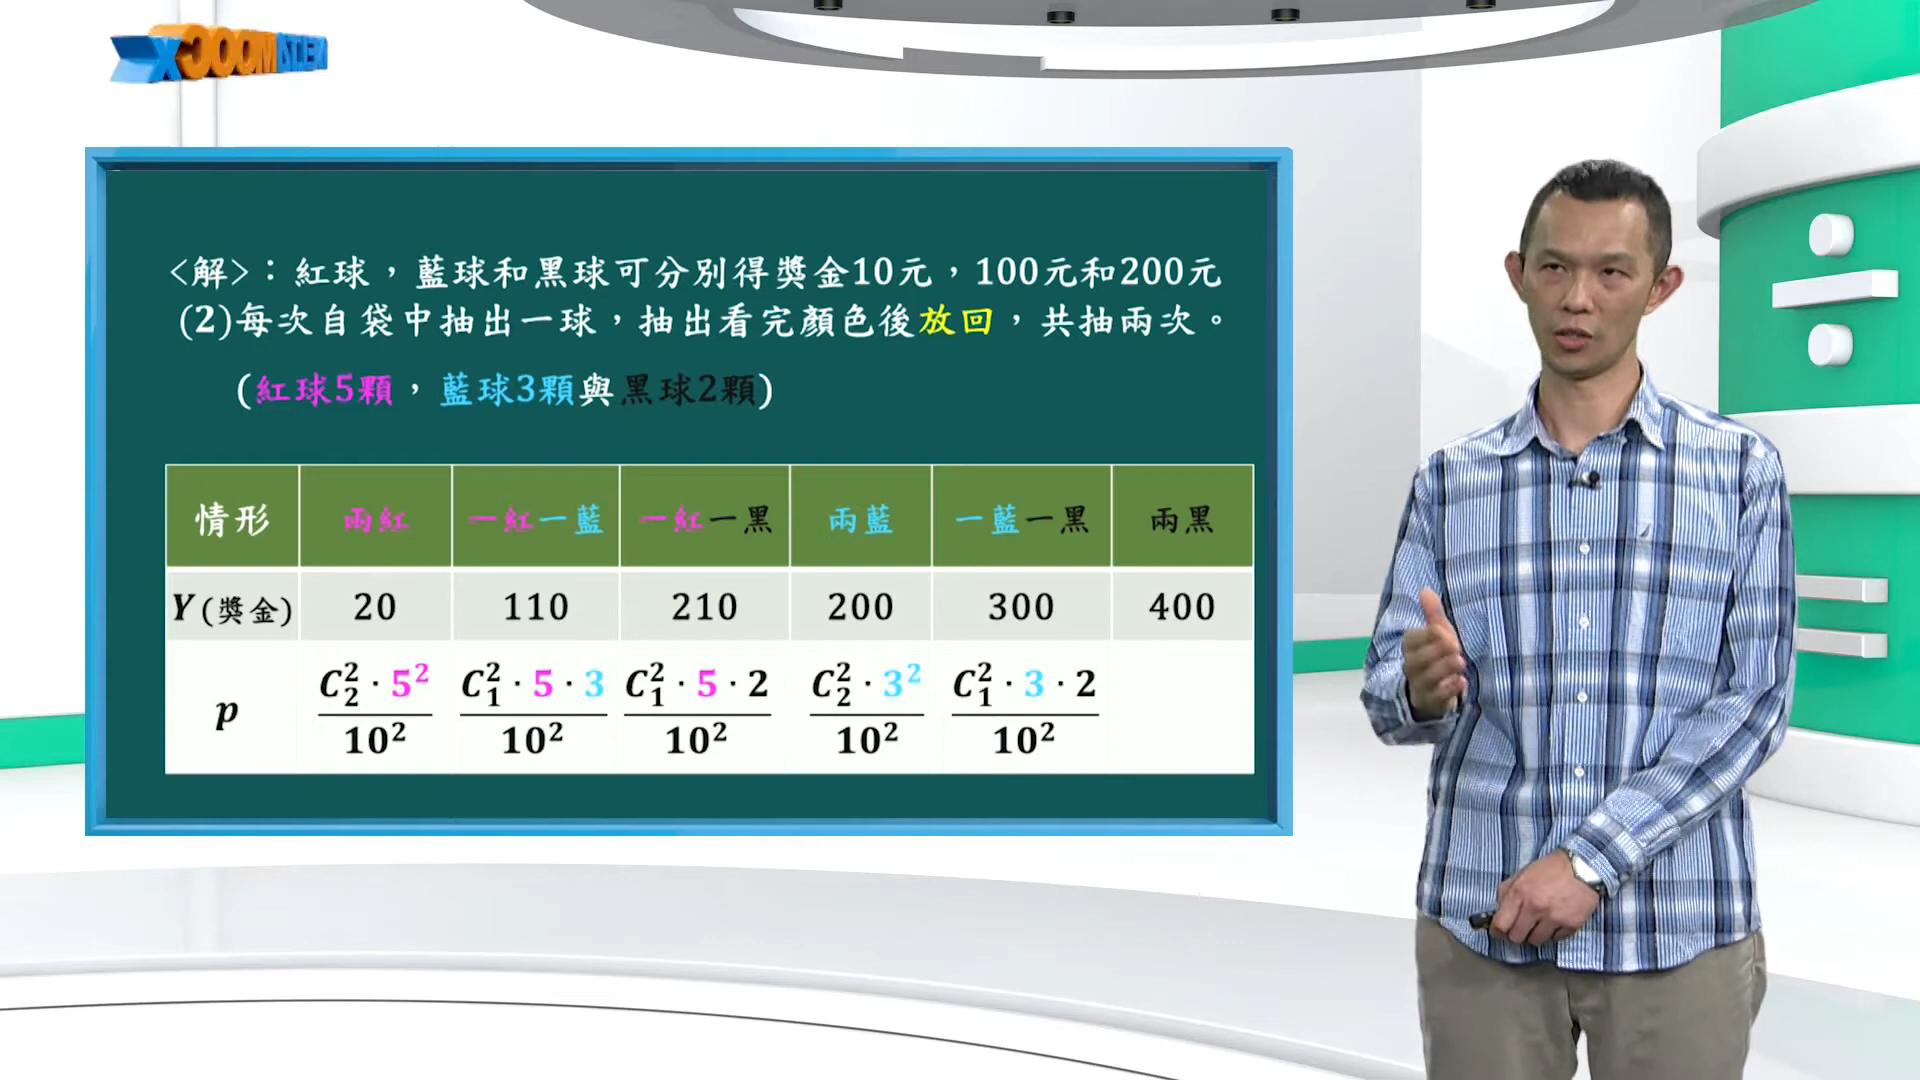 <解>：紅球，藍球和黑球可分別得獎金10元，100元和200元
(2)每次自袋中抽出一球，抽出看完顏色後放回，共抽兩次。
(紅球5顆，藍球3顆與黑球2顆)
情形 兩紅 一紅一藍 一紅一黑 兩藍 一藍一黑 兩黑
Y(獎金) 20 110 210 200 300 400
p C₂²·5²/10² C₁²·5·3/10² C₁²·5·2/10² C₂²·3²/10² C₁²·3·2/10²